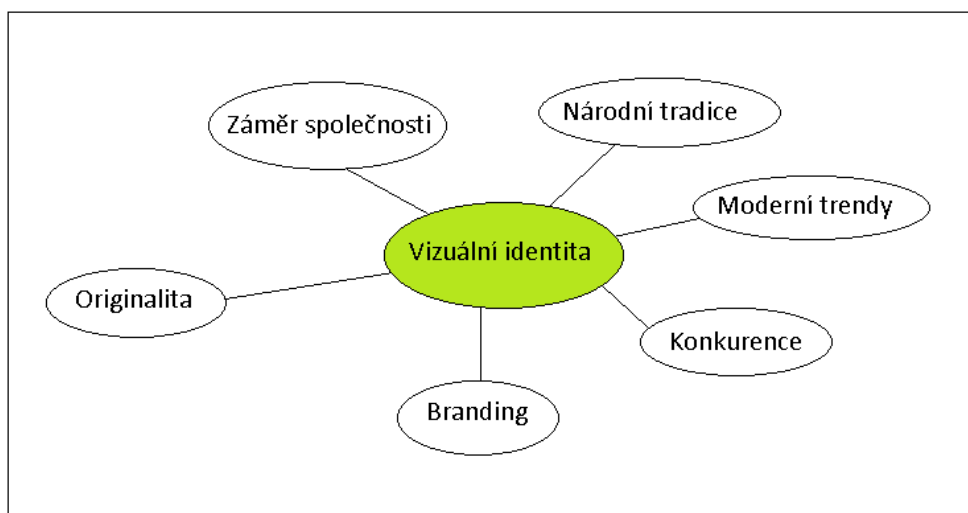 Národní tradice
Záměr společnosti
Moderní trendy
Vizuální identita
Originalita
Konkurence
Branding